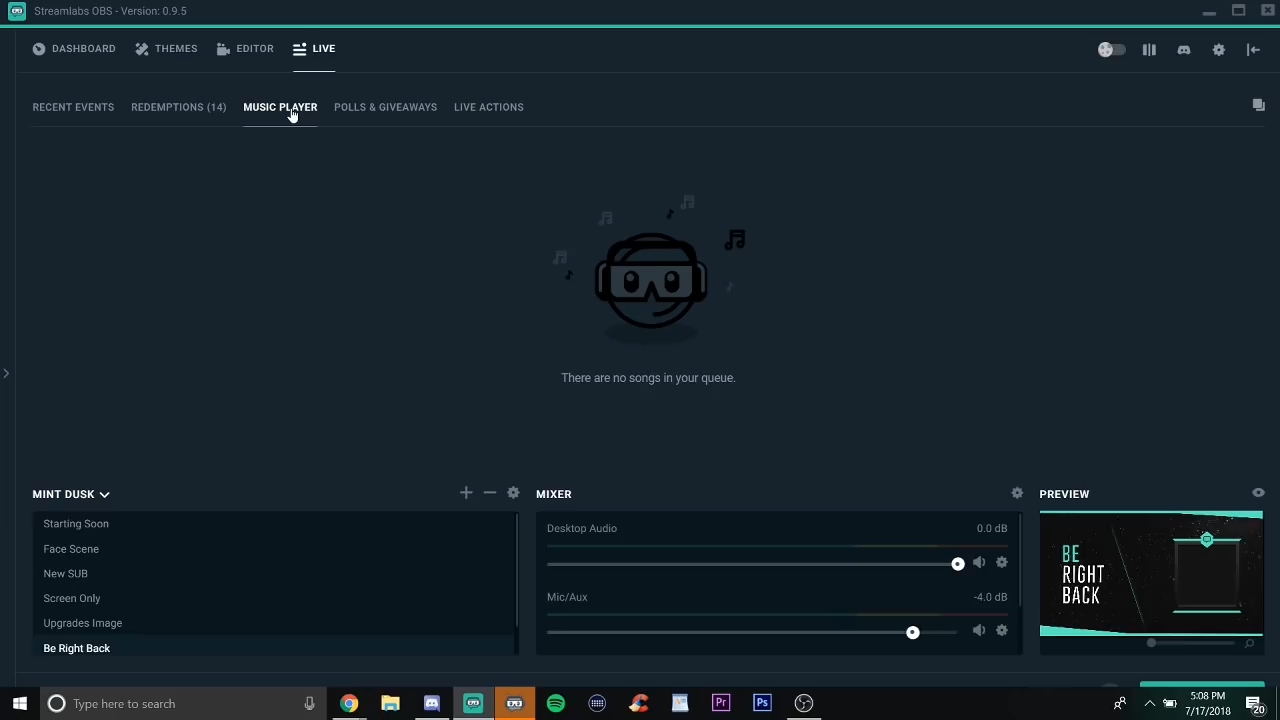 Streamlabs OBS - Version: 0.9.5
DASHBOARD THEMES EDITOR LIVE
RECENT EVENTS REDEMPTIONS (14) MUSIC PLAYER POLLS & GIVEAWAYS LIVE ACTIONS
There are no songs in your queue.
MINT DUSK
Starting Soon
Face Scene
New SUB
Screen Only
Upgrades Image
Be Right Back
MIXER
Desktop Audio 0.0 dB
Mic/Aux -4.0 dB
PREVIEW
BE
RIGHT
BACK
Type here to search
Pr
Ps
5:08 PM
7/17/2018
20